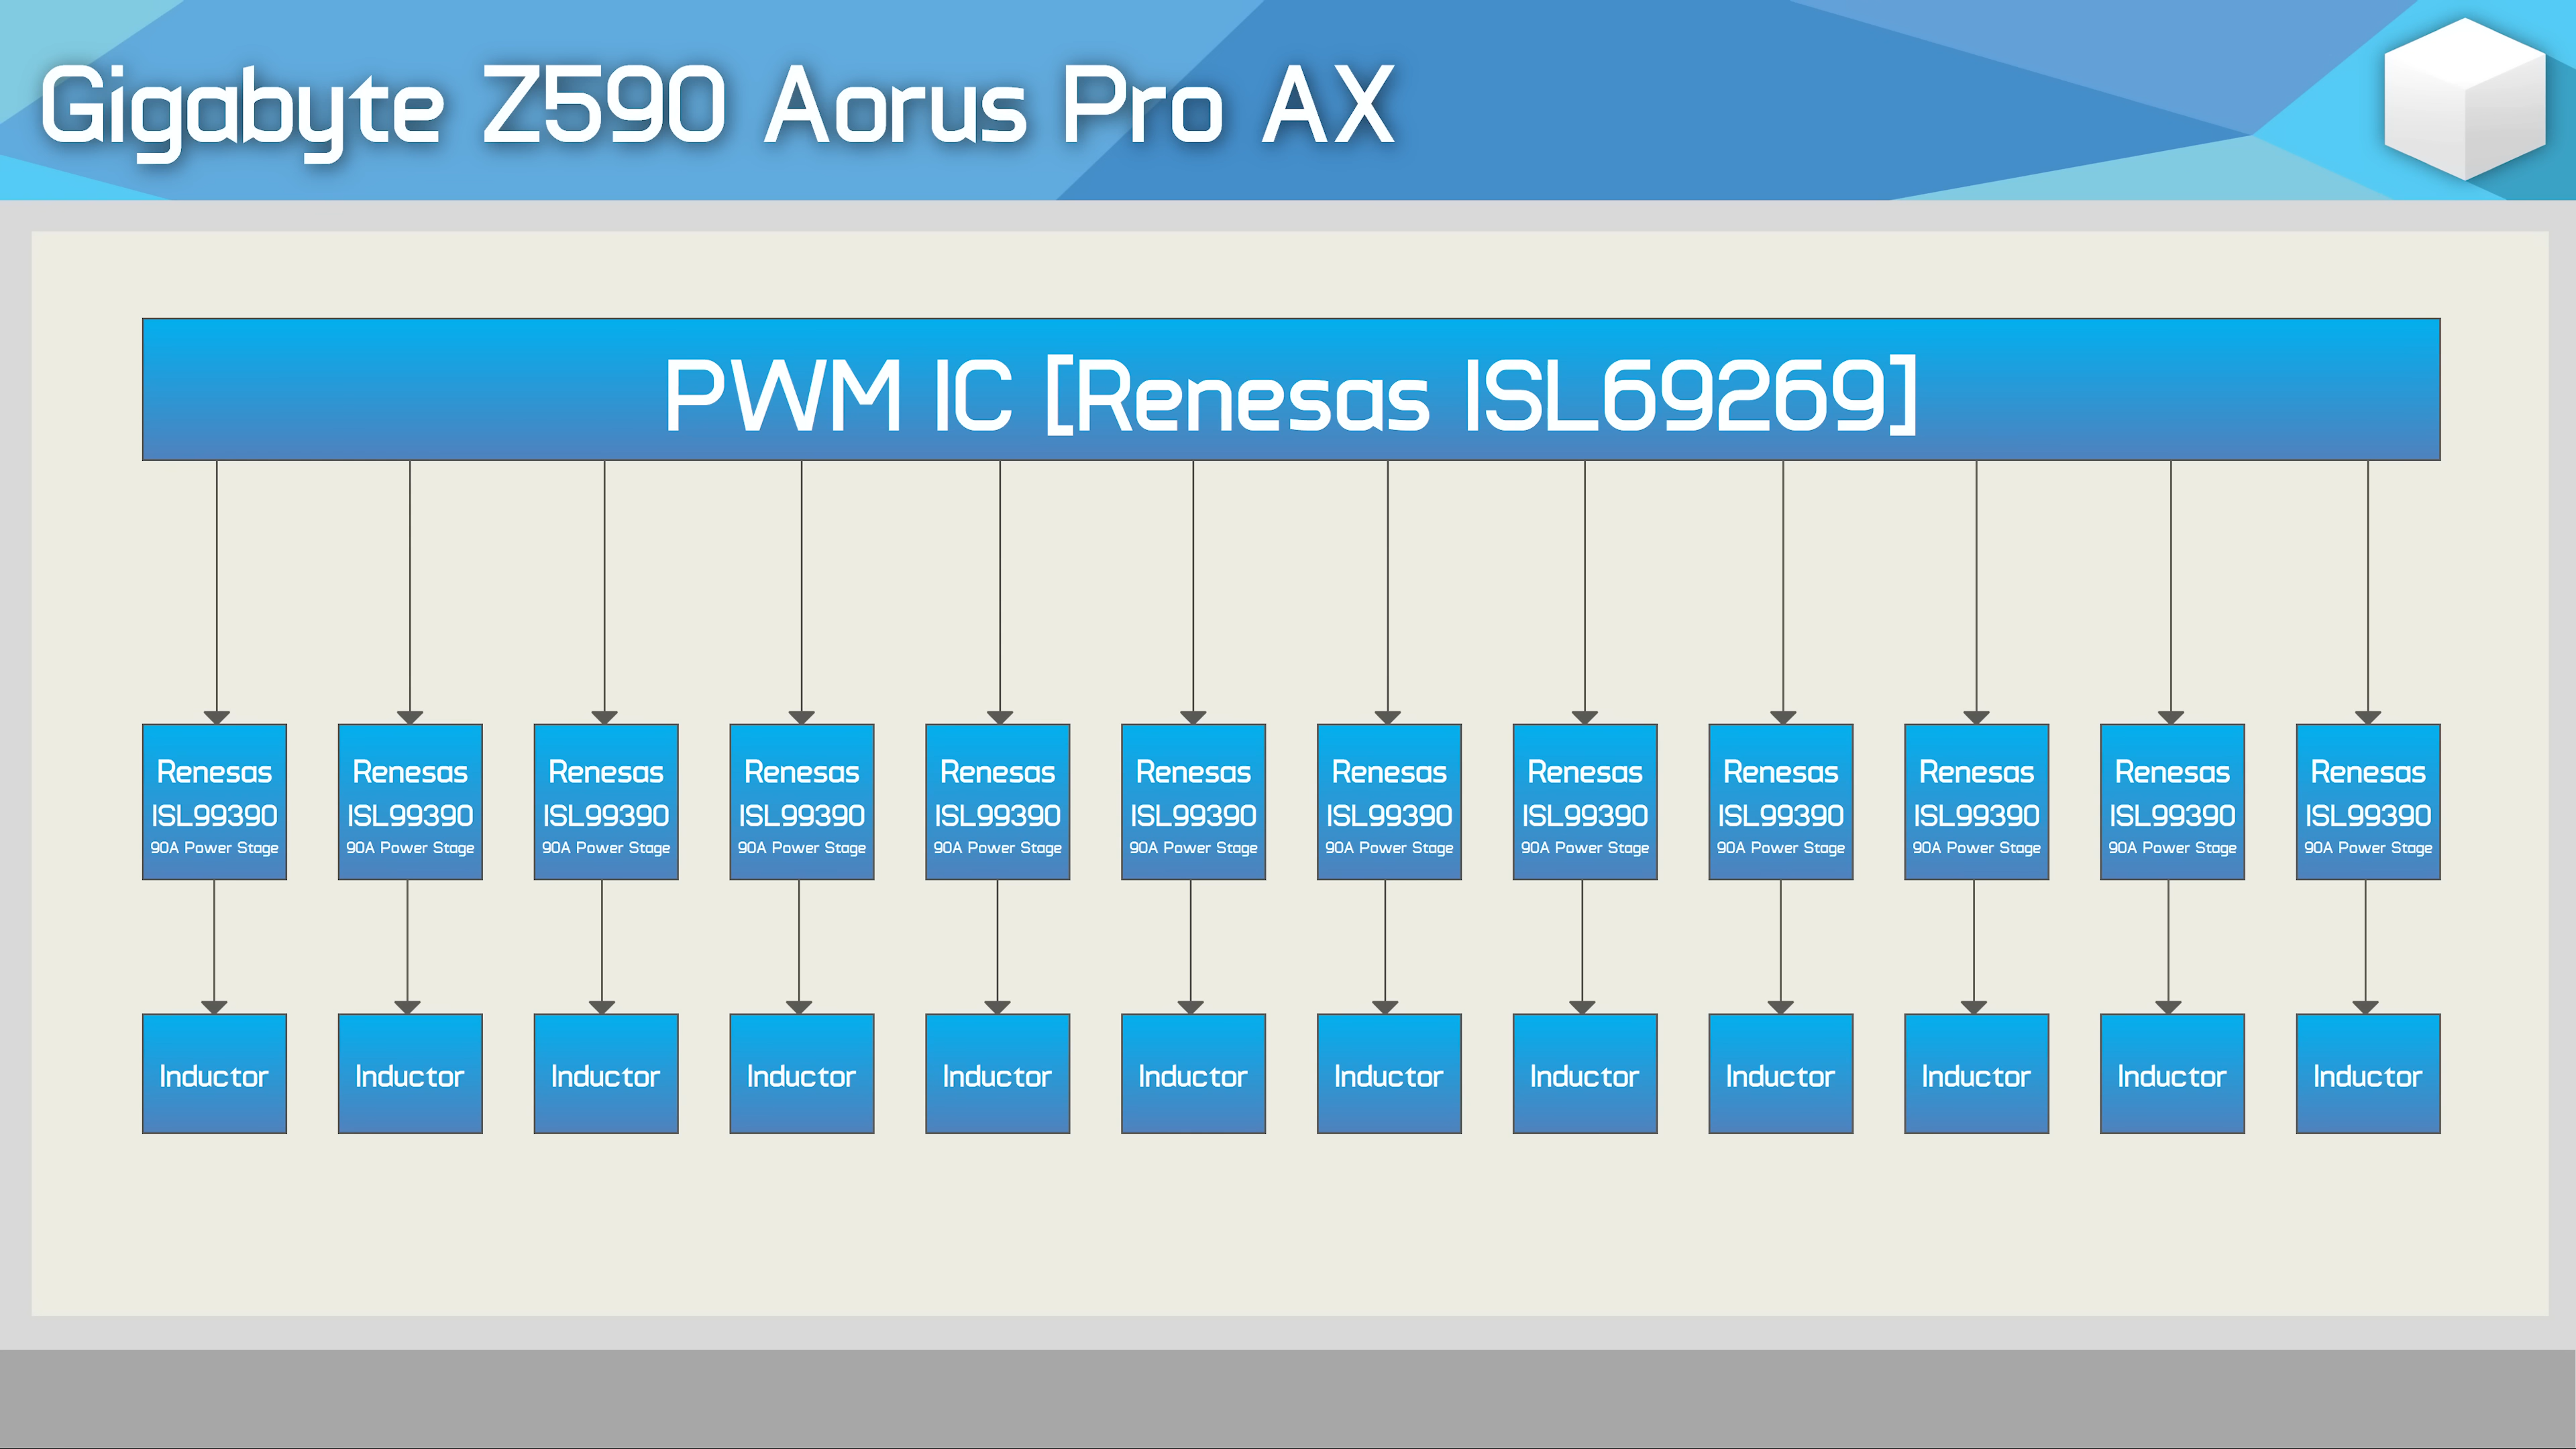 Gigabyte Z590 Aorus Pro AX
PWM IC [Renesas ISL69269]
Renesas Renesas Renesas Renesas Renesas Renesas Renesas Renesas Renesas Renesas Renesas Renesas
ISL99390 ISL99390 ISL99390 ISL99390 ISL99390 ISL99390 ISL99390 ISL99390 ISL99390 ISL99390 ISL99390 ISL99390
90A Power Stage 90A Power Stage 90A Power Stage 90A Power Stage 90A Power Stage 90A Power Stage 90A Power Stage 90A Power Stage 90A Power Stage 90A Power Stage 90A Power Stage 90A Power Stage
Inductor Inductor Inductor Inductor Inductor Inductor Inductor Inductor Inductor Inductor Inductor Inductor